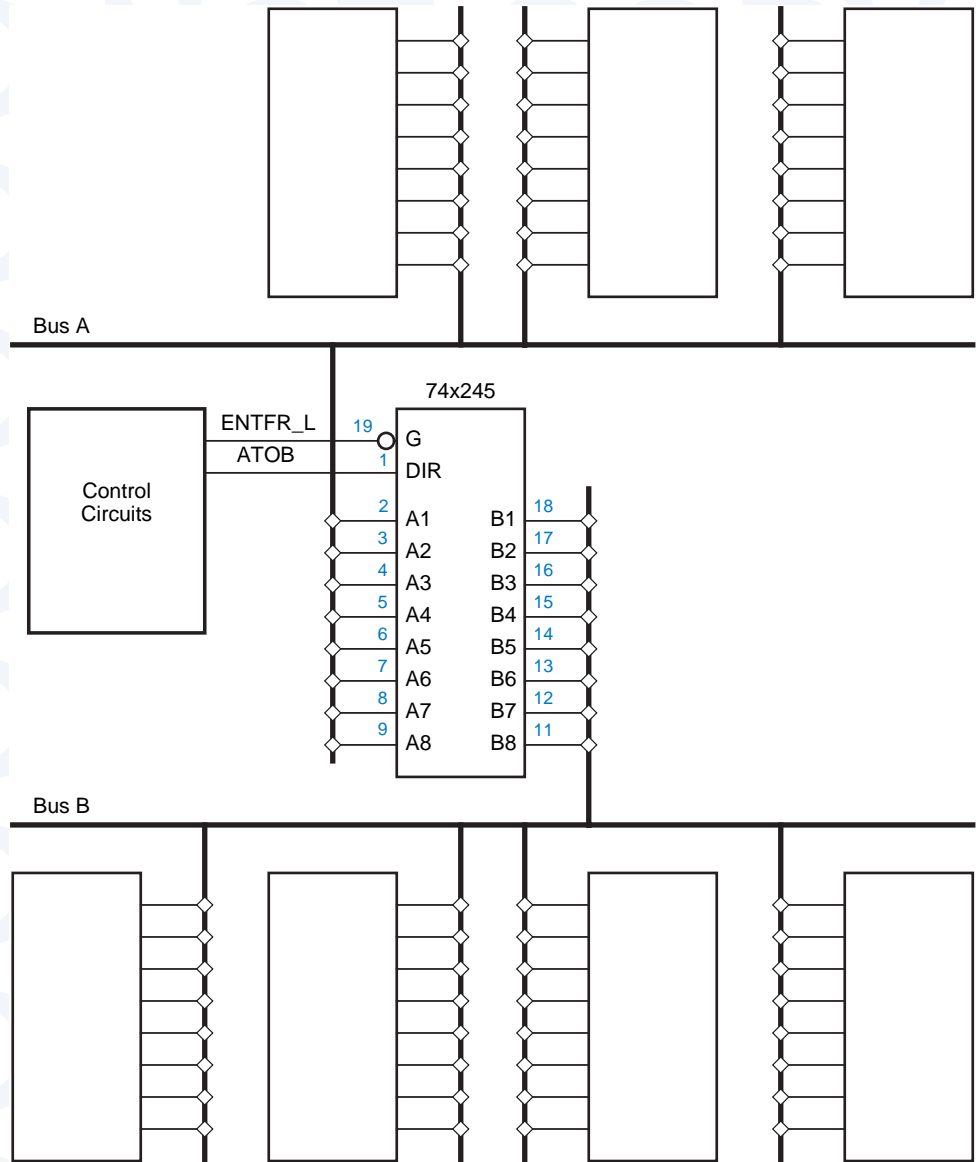 Bus A
74x245
ENTFR_L 19 G
ATOB 1 DIR
Control
Circuits
2 A1 B1 18
3 A2 B2 17
4 A3 B3 16
5 A4 B4 15
6 A5 B5 14
7 A6 B6 13
8 A7 B7 12
9 A8 B8 11
Bus B